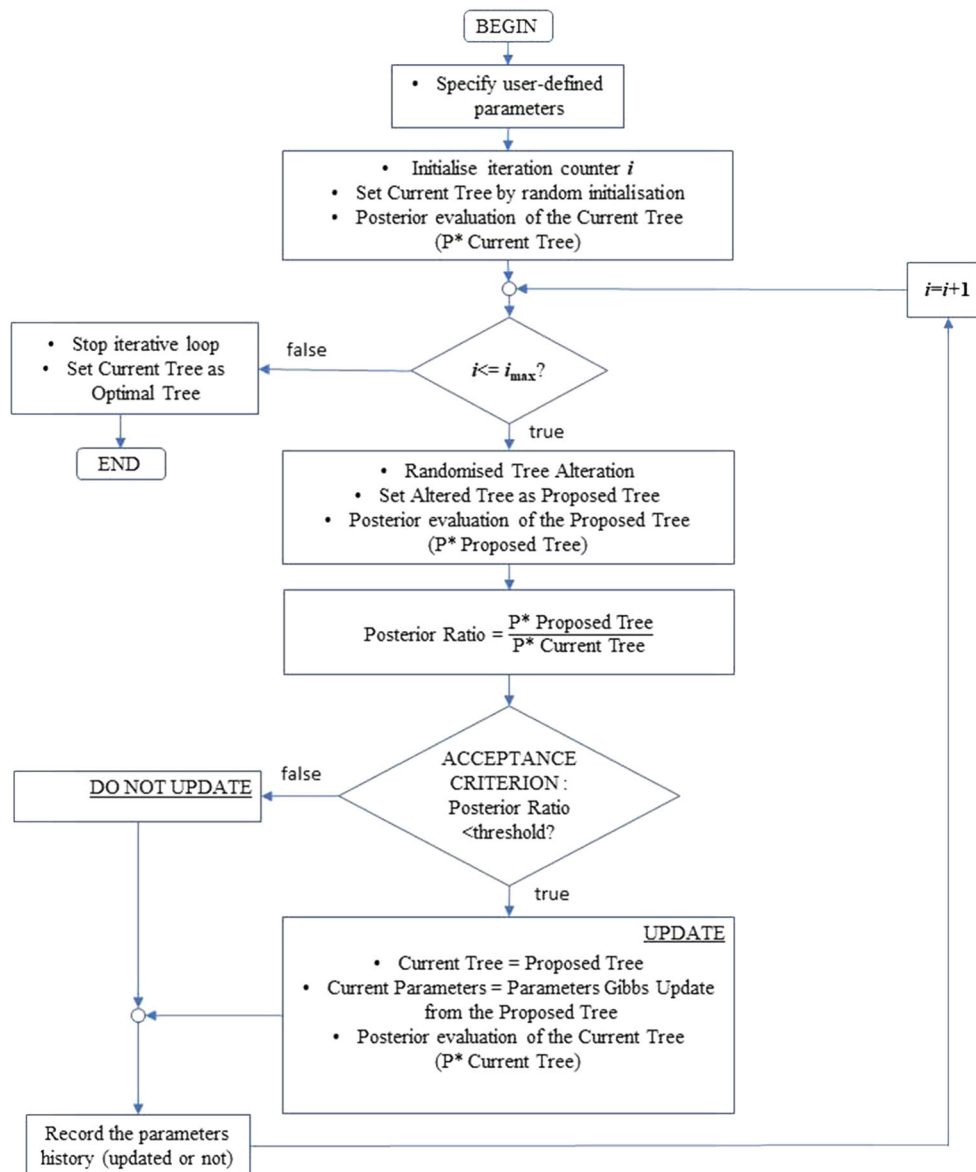 BEGIN
• Specify user-defined
parameters
• Initialise iteration counter i
• Set Current Tree by random initialisation
• Posterior evaluation of the Current Tree
(P* Current Tree)
i=i+1
• Stop iterative loop
• Set Current Tree as
Optimal Tree
false
i<= imax?
true
END
• Randomised Tree Alteration
• Set Altered Tree as Proposed Tree
• Posterior evaluation of the Proposed Tree
(P* Proposed Tree)
Posterior Ratio = P* Proposed Tree
P* Current Tree
ACCEPTANCE
CRITERION :
Posterior Ratio
<threshold?
false
DO NOT UPDATE
true
UPDATE
• Current Tree = Proposed Tree
• Current Parameters = Parameters Gibbs Update
from the Proposed Tree
• Posterior evaluation of the Current Tree
(P* Current Tree)
Record the parameters
history (updated or not)